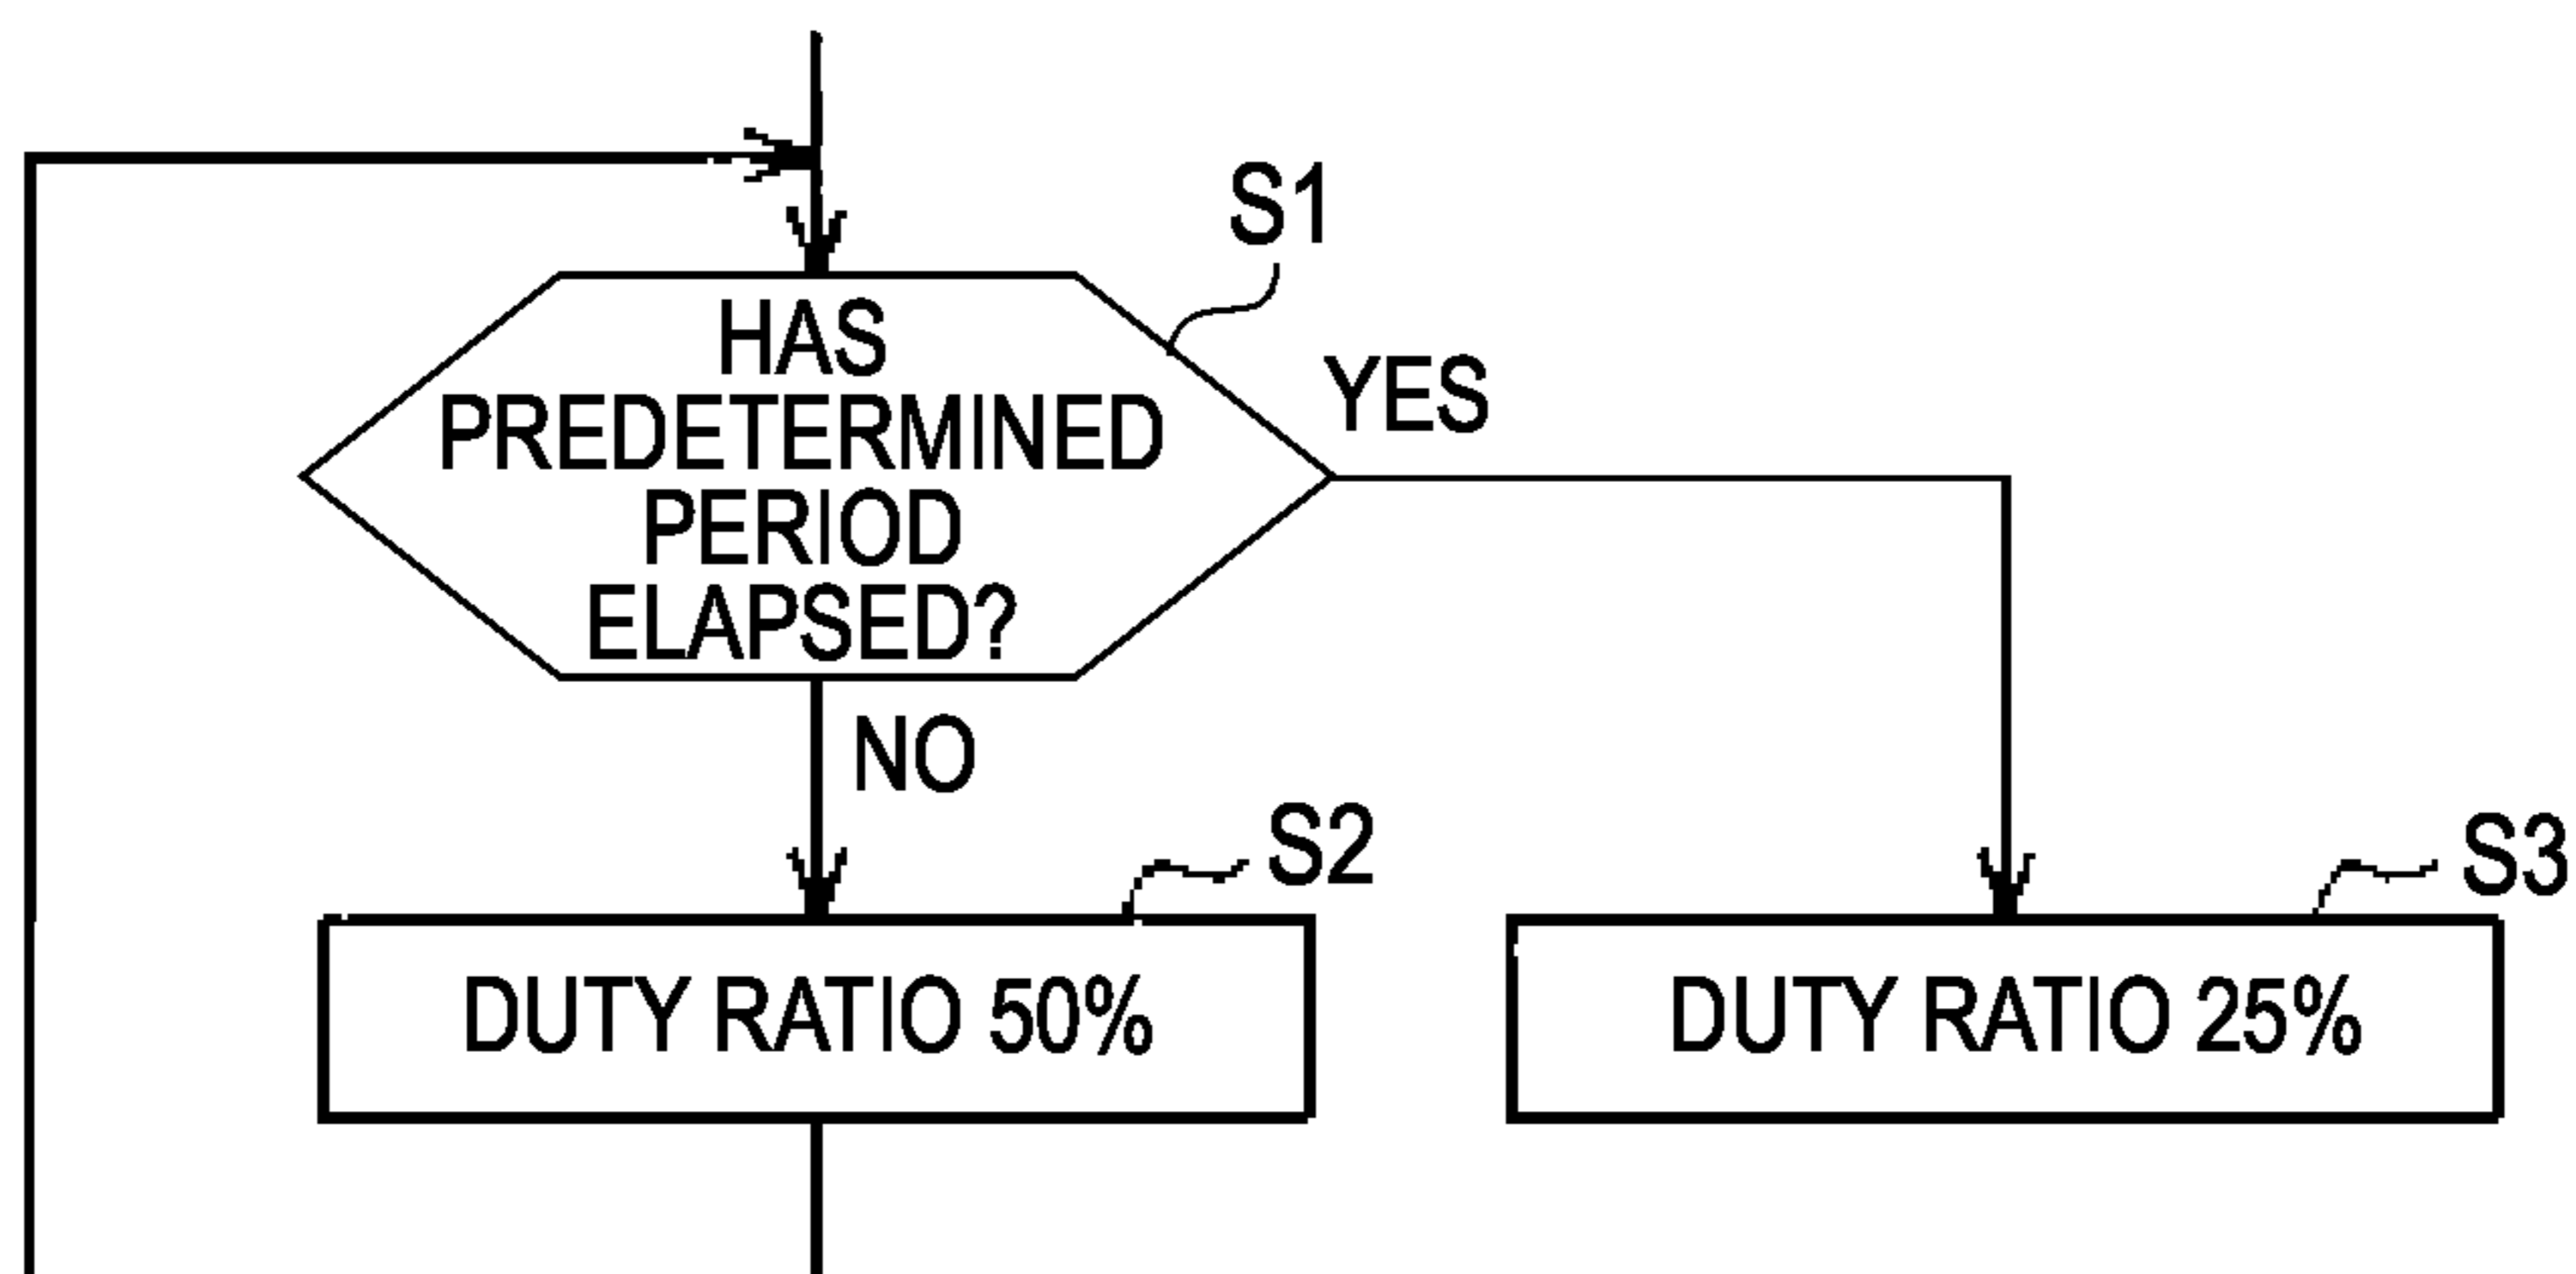 S1
HAS
PREDETERMINED
PERIOD
ELAPSED?
YES
NO
S2
S3
DUTY RATIO 50%
DUTY RATIO 25%